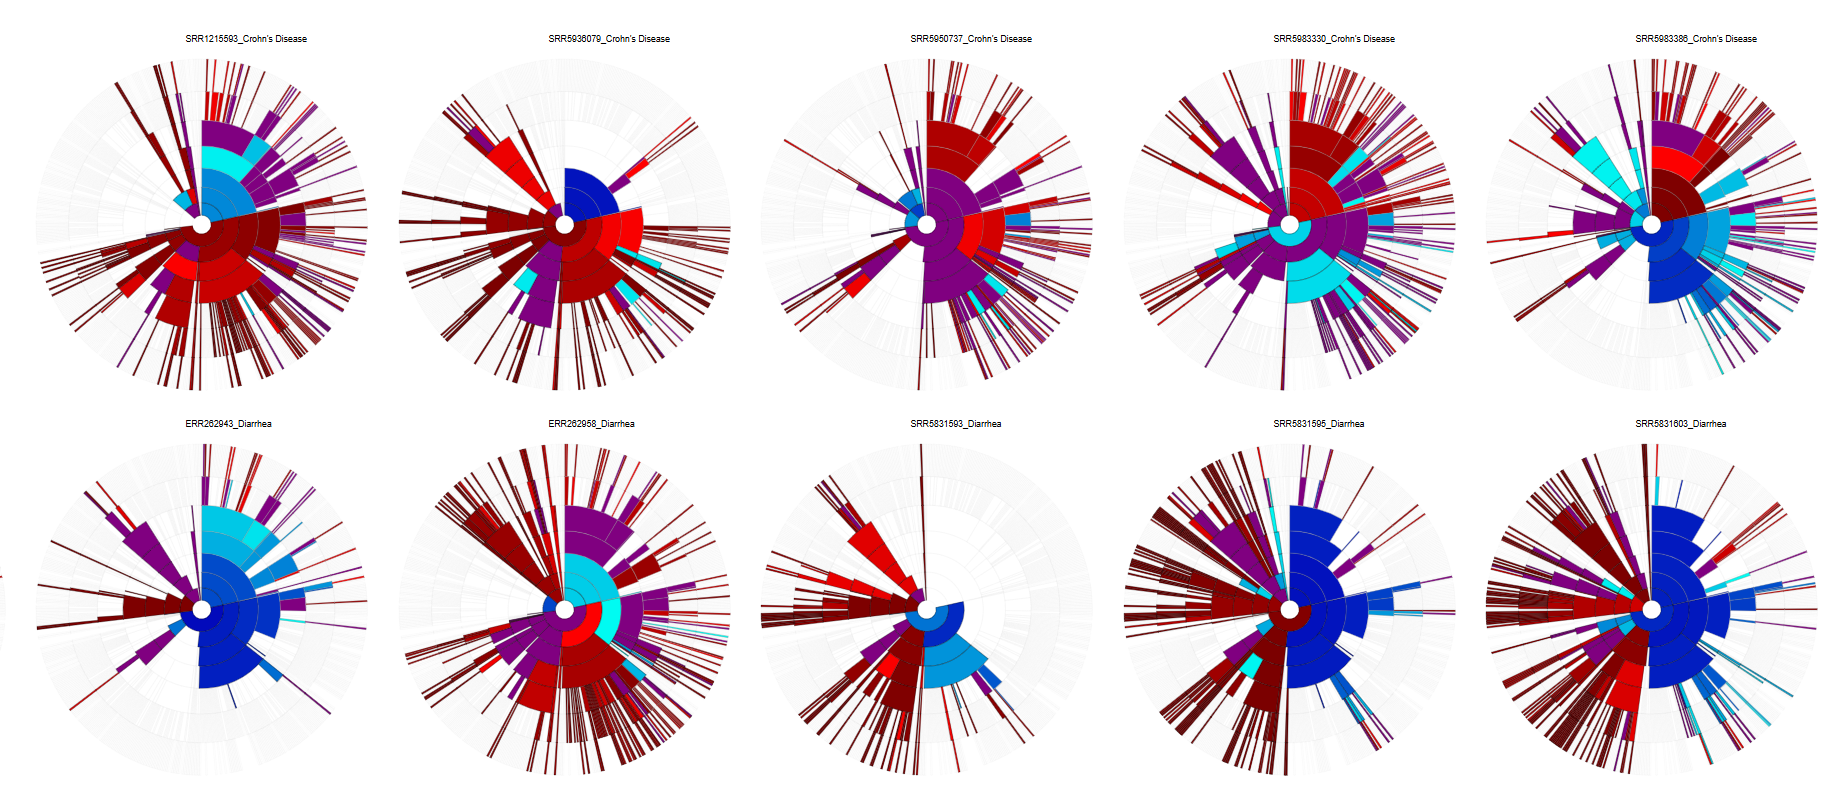 SRR1215593_Crohn's Disease
SRR5936079_Crohn's Disease
SRR5950737_Crohn's Disease
SRR5983330_Crohn's Disease
SRR5983386_Crohn's Disease
ERR262943_Diarrhea
ERR262958_Diarrhea
SRR5831593_Diarrhea
SRR5831595_Diarrhea
SRR5831603_Diarrhea